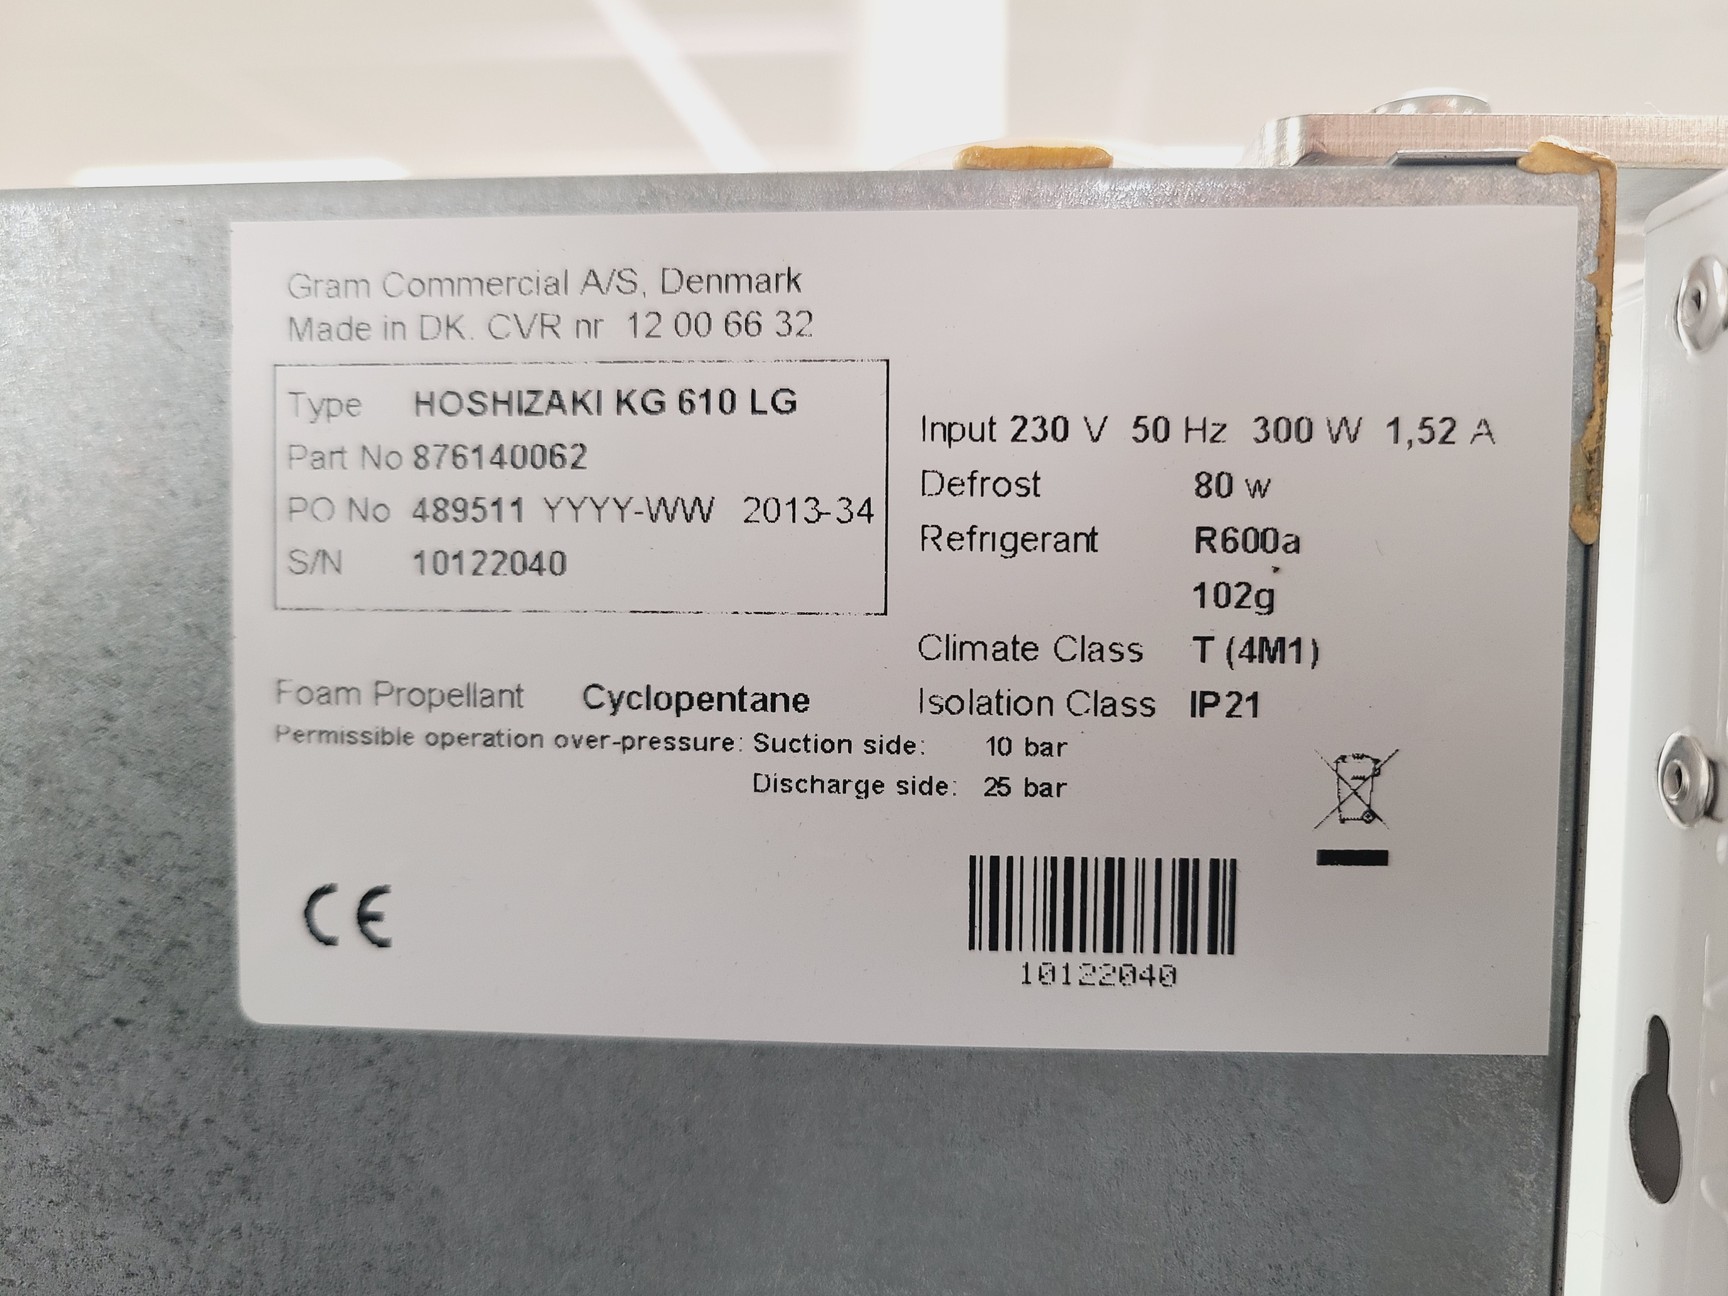 Gram Commercial A/S, Denmark
Made in DK. CVR nr 12 00 66 32
Type HOSHIZAKI KG 610 LG
Part No 876140062
PO No 489511 YYYY-WW 2013-34
S/N 10122040
Input 230 V 50 Hz 300 W 1,52 A
Defrost 80 w
Refrigerant R600a
102g
Climate Class T (4M1)
Isolation Class IP21
Foam Propellant Cyclopentane
Permissible operation over-pressure: Suction side: 10 bar
Discharge side: 25 bar
CE
10122040